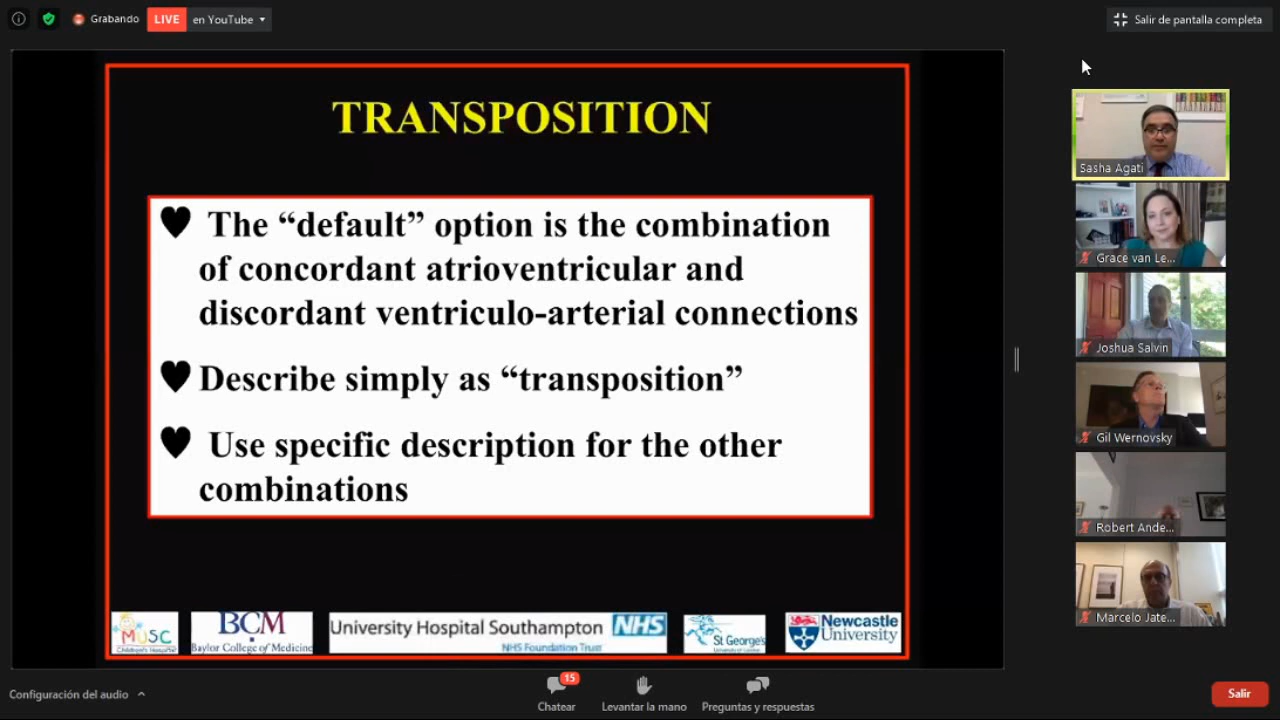 Grabando
LIVE
en YouTube
Salir de pantalla completa
TRANSPOSITION
The “default” option is the combination
of concordant atrioventricular and
discordant ventriculo-arterial connections
Describe simply as “transposition”
Use specific description for the other
combinations
MUSC
Children's Hospital
BCM
Baylor College of Medicine
University Hospital Southampton NHS
NHS Foundation Trust
St George's
University of London
Newcastle
University
Sasha Agati
Grace van Le...
Joshua Salvin
Gil Wernovsky
Robert Ande...
Marcelo Jate...
Configuración del audio
15
Chatear
Levantar la mano
Preguntas y respuestas
Salir